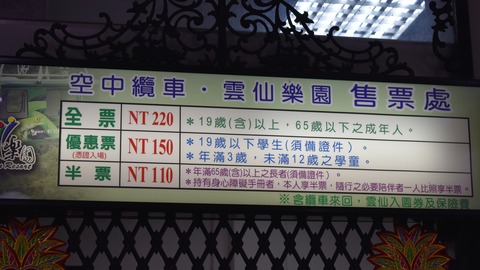 空中纜車．雲仙樂園 售票處
全票 NT 220 ＊19歲(含)以上，65歲以下之成年人。
優惠票 (憑證入場) NT 150 ＊19歲以下學生(須備證件)。
＊年滿3歲，未滿12歲之學童。
半票 NT 110 ＊年滿65歲(含)以上之長者(須備證件)。
＊持有身心障礙手冊者，本人享半票，隨行之必要陪伴者一人比照享半票。
※含纜車來回，雲仙入園券及保險費